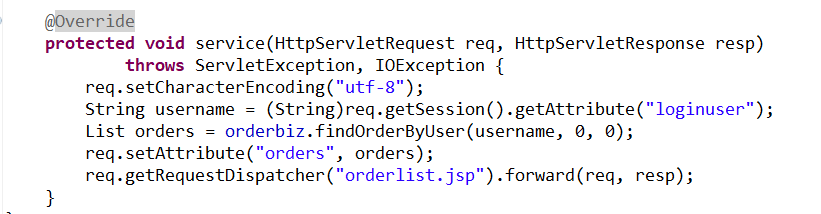 @Override
protected void service(HttpServletRequest req, HttpServletResponse resp)
throws ServletException, IOException {
req.setCharacterEncoding("utf-8");
String username = (String)req.getSession().getAttribute("loginuser");
List orders = orderbiz.findOrderByUser(username, 0, 0);
req.setAttribute("orders", orders);
req.getRequestDispatcher("orderlist.jsp").forward(req, resp);
}